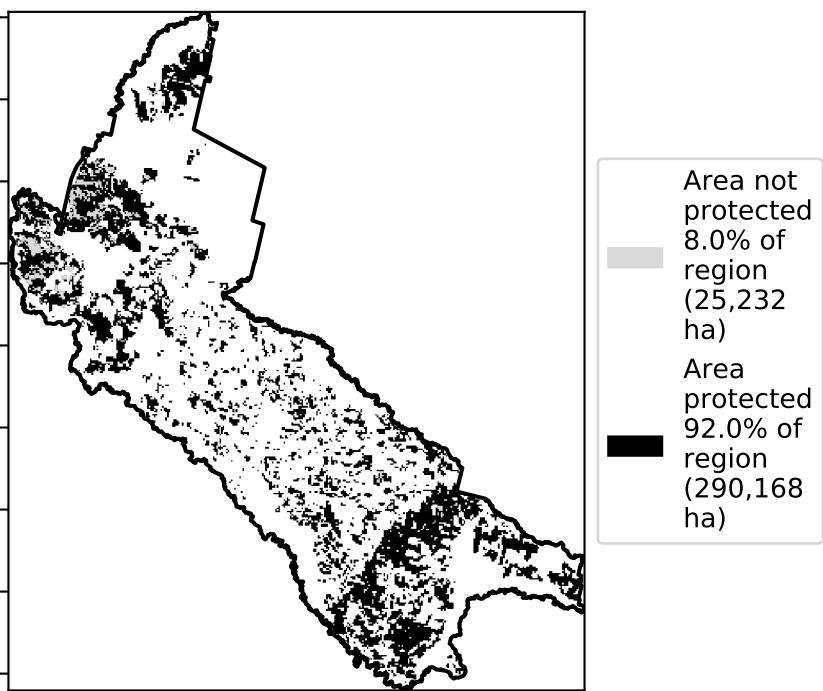 Area not
protected
8.0% of
region
(25,232
ha)
Area
protected
92.0% of
region
(290,168
ha)